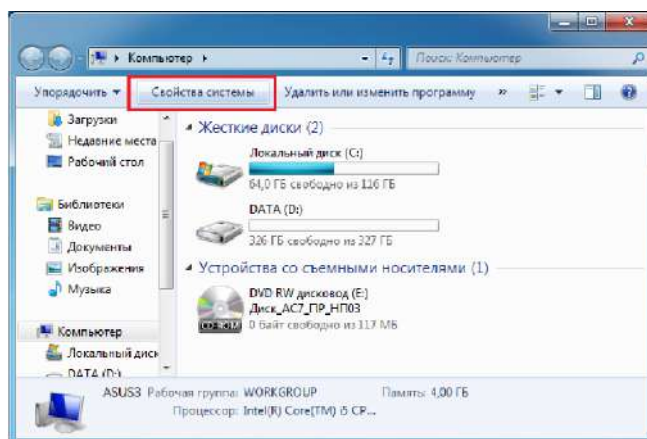 Компьютер
Поиск: Компьютер
Упорядочить
Свойства системы
Удалить или изменить программу
»
Загрузки
Недавние места
Рабочий стол
Библиотеки
Видео
Документы
Изображения
Музыка
Компьютер
Локальный диск
DATA (D:)
Жесткие диски (2)
Локальный диск (C:)
64,0 ГБ свободно из 116 ГБ
DATA (D:)
326 ГБ свободно из 327 ГБ
Устройства со съемными носителями (1)
DVD RW дисковод (E:)
Диск_АС7_ПР_НП03
CD-ROM
0 байт свободно из 117 МБ
ASUS3 Рабочая группа: WORKGROUP Память: 4,00 ГБ
Процессор: Intel(R) Core(TM) i5 CP...